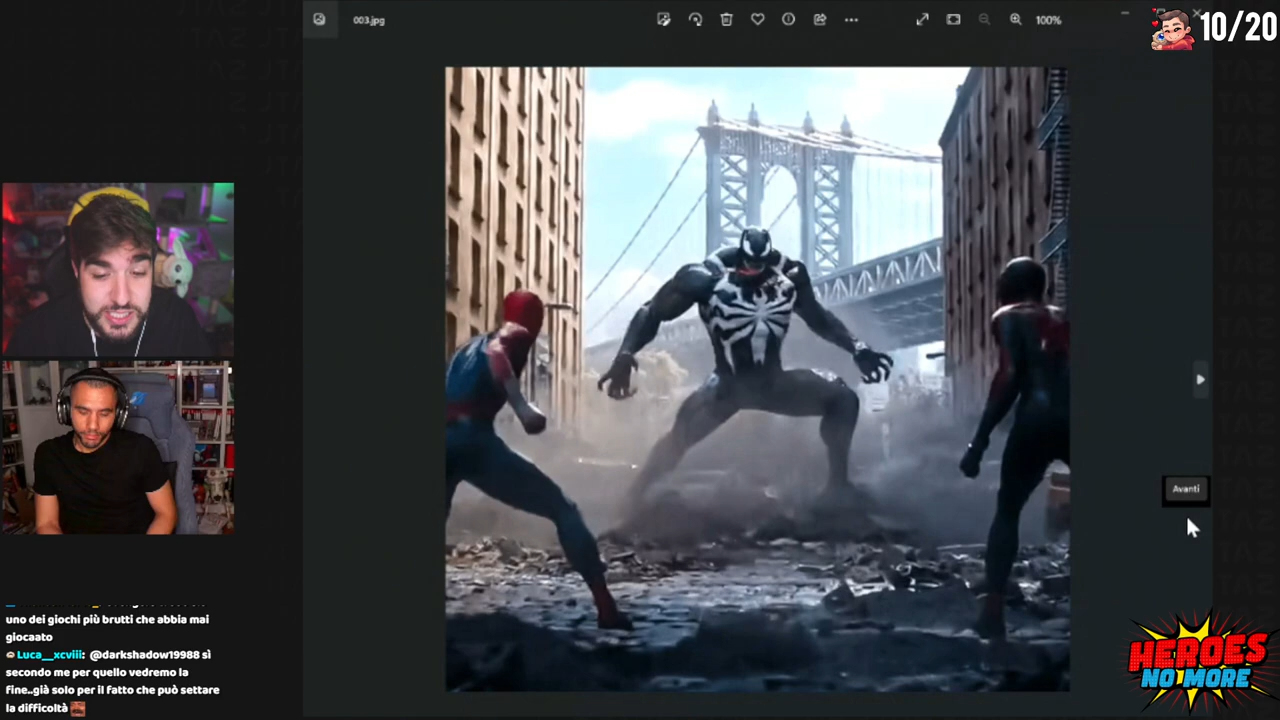 003.jpg
100%
10/20
Avanti
uno dei giochi più brutti che abbia mai
giocaato
Luca__xcviii: @darkshadow19988 sì
secondo me per quello vedremo la
fine..già solo per il fatto che può settare
la difficoltà
HEROES
NO MORE